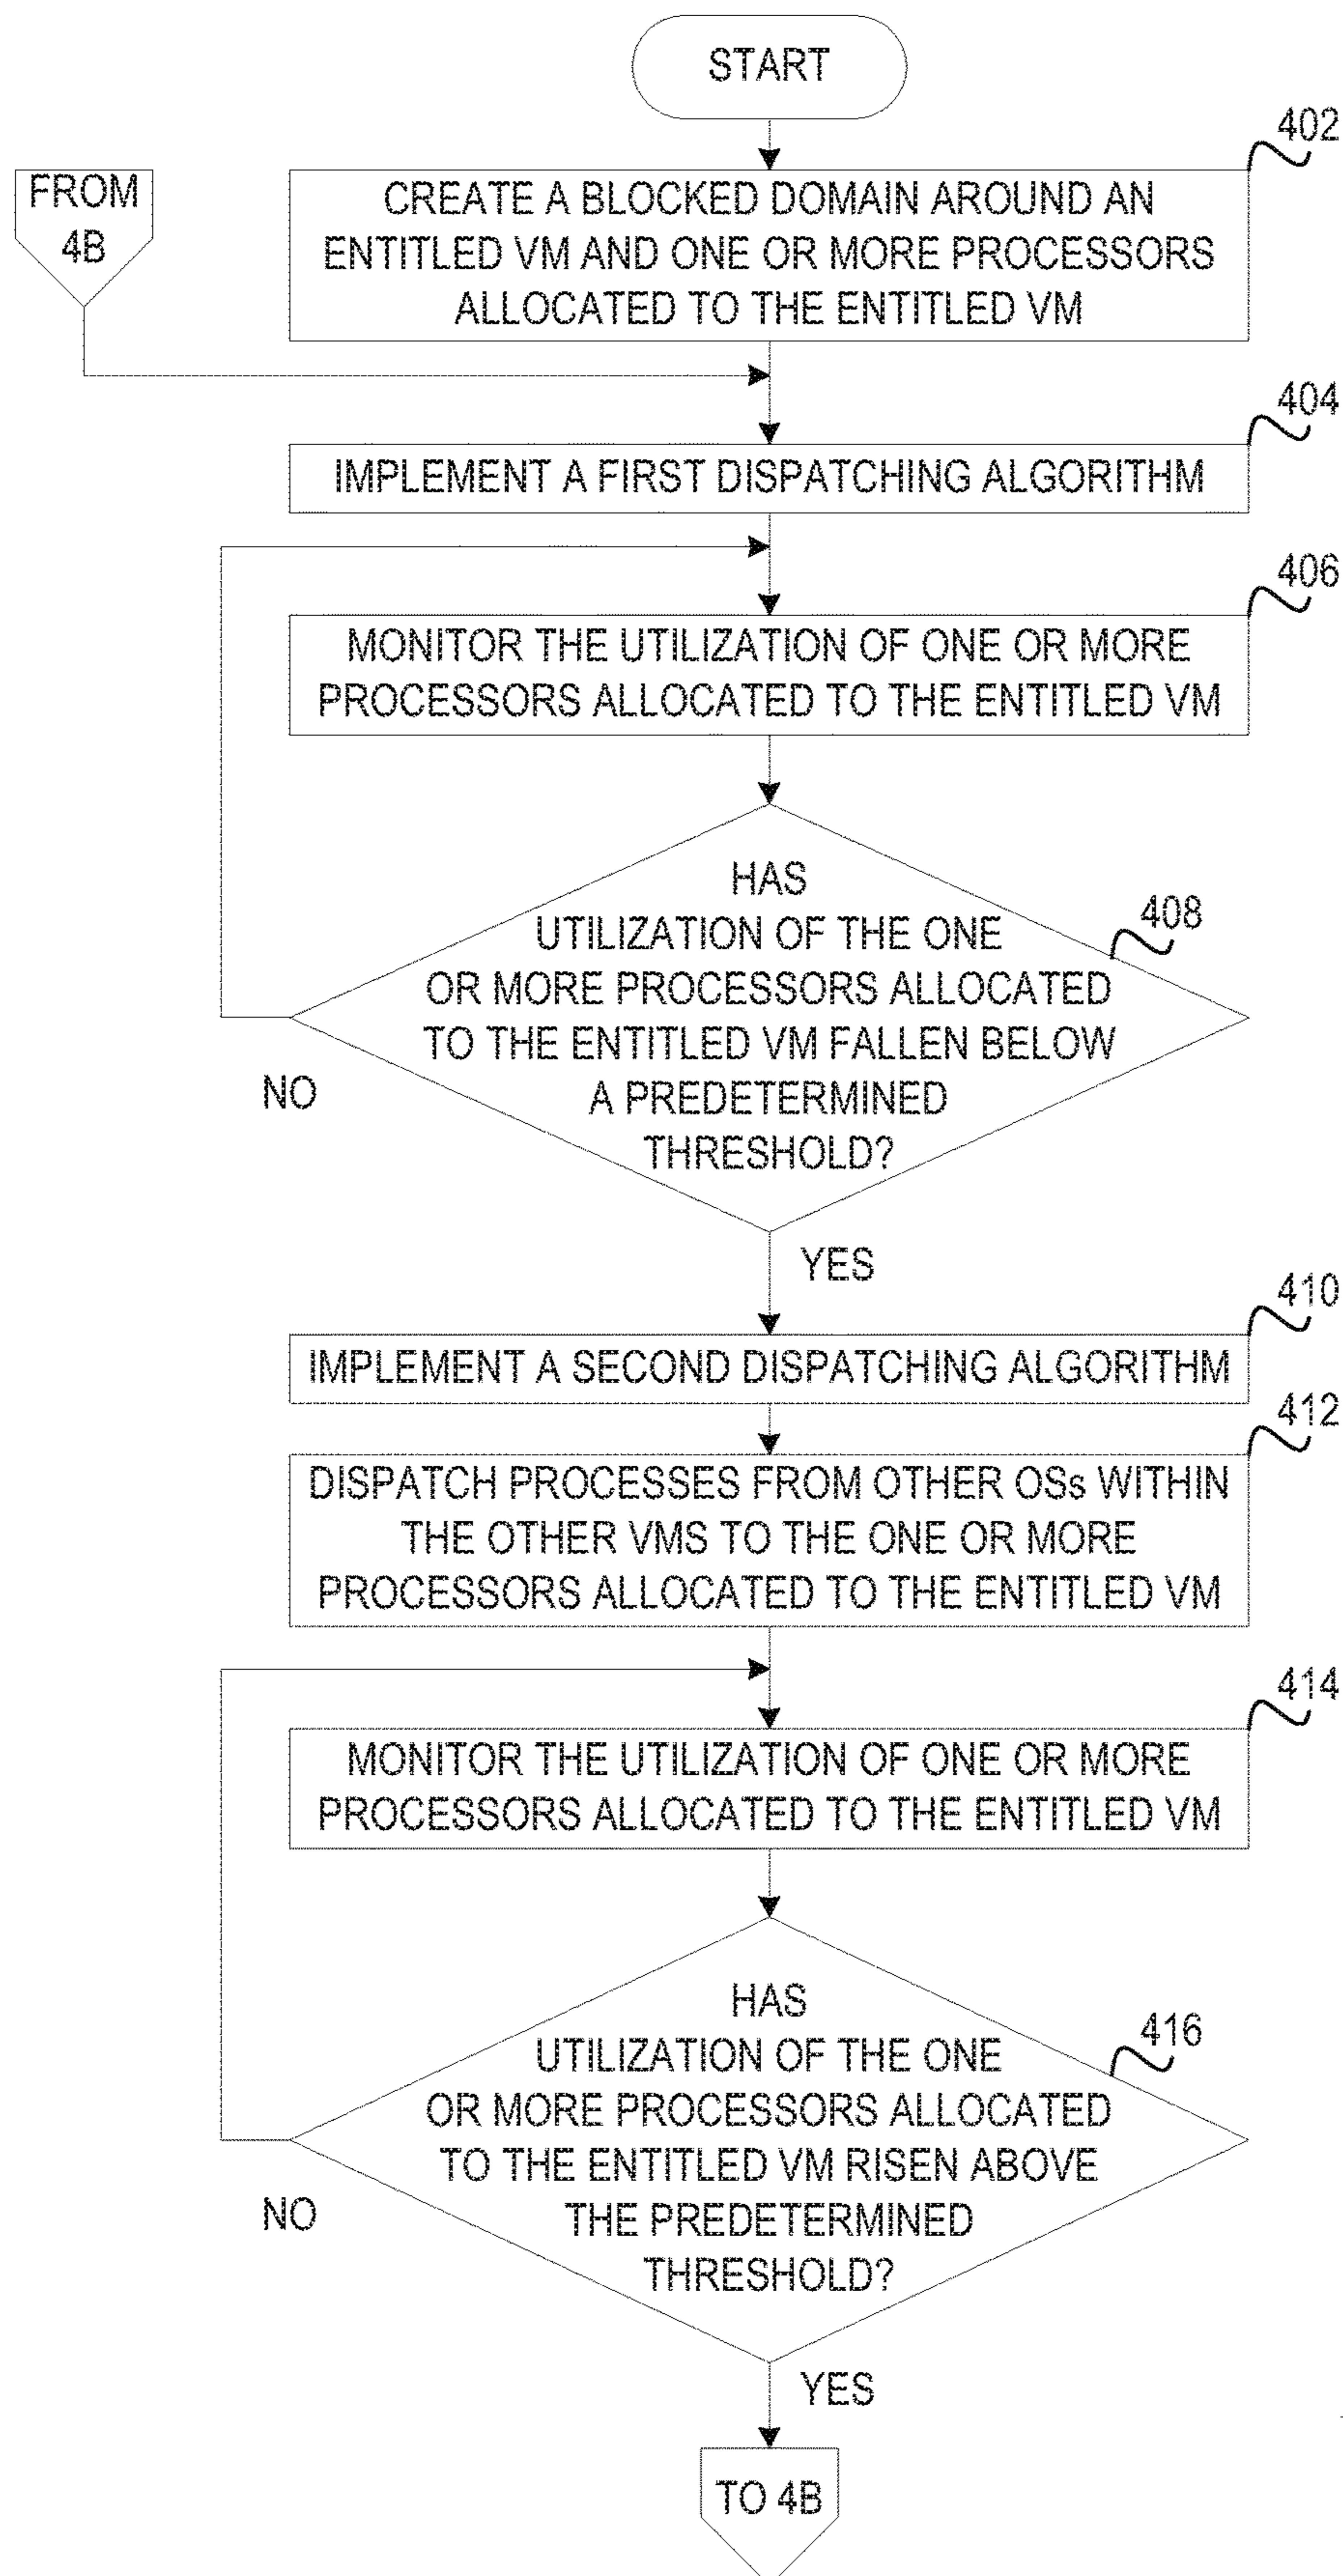 START
402
FROM
4B
CREATE A BLOCKED DOMAIN AROUND AN
ENTITLED VM AND ONE OR MORE PROCESSORS
ALLOCATED TO THE ENTITLED VM
404
IMPLEMENT A FIRST DISPATCHING ALGORITHM
406
MONITOR THE UTILIZATION OF ONE OR MORE
PROCESSORS ALLOCATED TO THE ENTITLED VM
408
HAS
UTILIZATION OF THE ONE
OR MORE PROCESSORS ALLOCATED
TO THE ENTITLED VM FALLEN BELOW
A PREDETERMINED
THRESHOLD?
NO
YES
410
IMPLEMENT A SECOND DISPATCHING ALGORITHM
412
DISPATCH PROCESSES FROM OTHER OSs WITHIN
THE OTHER VMS TO THE ONE OR MORE
PROCESSORS ALLOCATED TO THE ENTITLED VM
414
MONITOR THE UTILIZATION OF ONE OR MORE
PROCESSORS ALLOCATED TO THE ENTITLED VM
416
HAS
UTILIZATION OF THE ONE
OR MORE PROCESSORS ALLOCATED
TO THE ENTITLED VM RISEN ABOVE
THE PREDETERMINED
THRESHOLD?
NO
YES
TO 4B